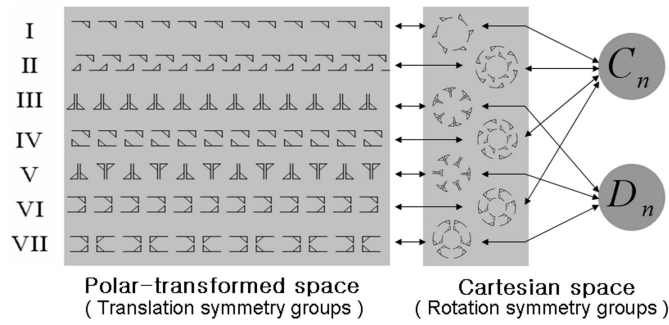 I
II
III
IV
V
VI
VII
Cn
Dn
Polar-transformed space
( Translation symmetry groups )
Cartesian space
( Rotation symmetry groups )